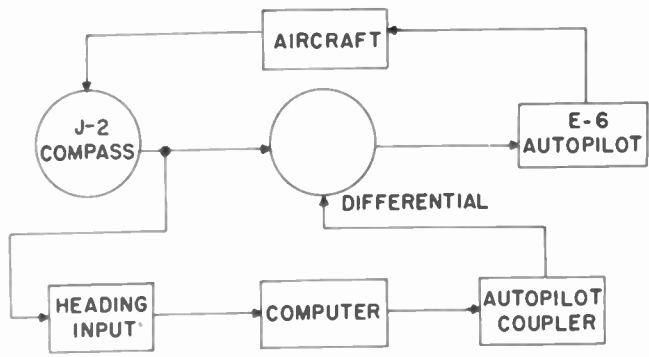 AIRCRAFT
J-2
COMPASS
E-6
AUTOPILOT
DIFFERENTIAL
HEADING
INPUT
COMPUTER
AUTOPILOT
COUPLER